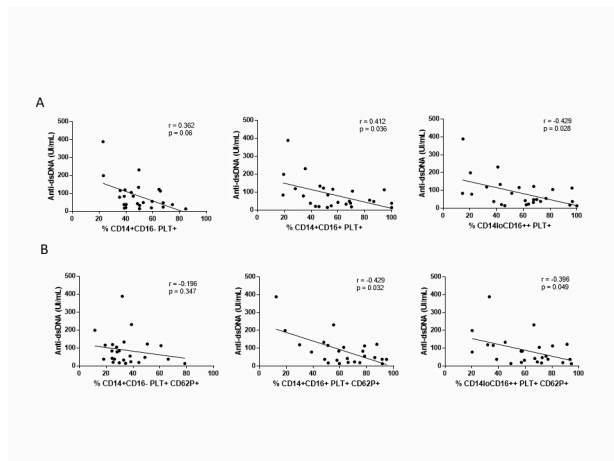 A
r = 0.362
p = 0.06
Anti-dsDNA (UI/mL)
500
400
300
200
100
0
0 20 40 60 80 100
% CD14+CD16- PLT+
r = 0.412
p = 0.036
Anti-dsDNA (UI/mL)
500
400
300
200
100
0
0 20 40 60 80 100
% CD14+CD16+ PLT+
r = -0.429
p = 0.028
Anti-dsDNA (UI/mL)
500
400
300
200
100
0
0 20 40 60 80 100
% CD14loCD16++ PLT+
B
r = -0.196
p = 0.347
Anti-dsDNA (UI/mL)
500
400
300
200
100
0
0 20 40 60 80 100
% CD14+CD16- PLT+ CD62P+
r = -0.429
p = 0.032
Anti-dsDNA (UI/mL)
500
400
300
200
100
0
0 20 40 60 80 100
% CD14+CD16+ PLT+ CD62P+
r = -0.396
p = 0.049
Anti-dsDNA (UI/mL)
500
400
300
200
100
0
0 20 40 60 80 100
% CD14loCD16++ PLT+ CD62P+